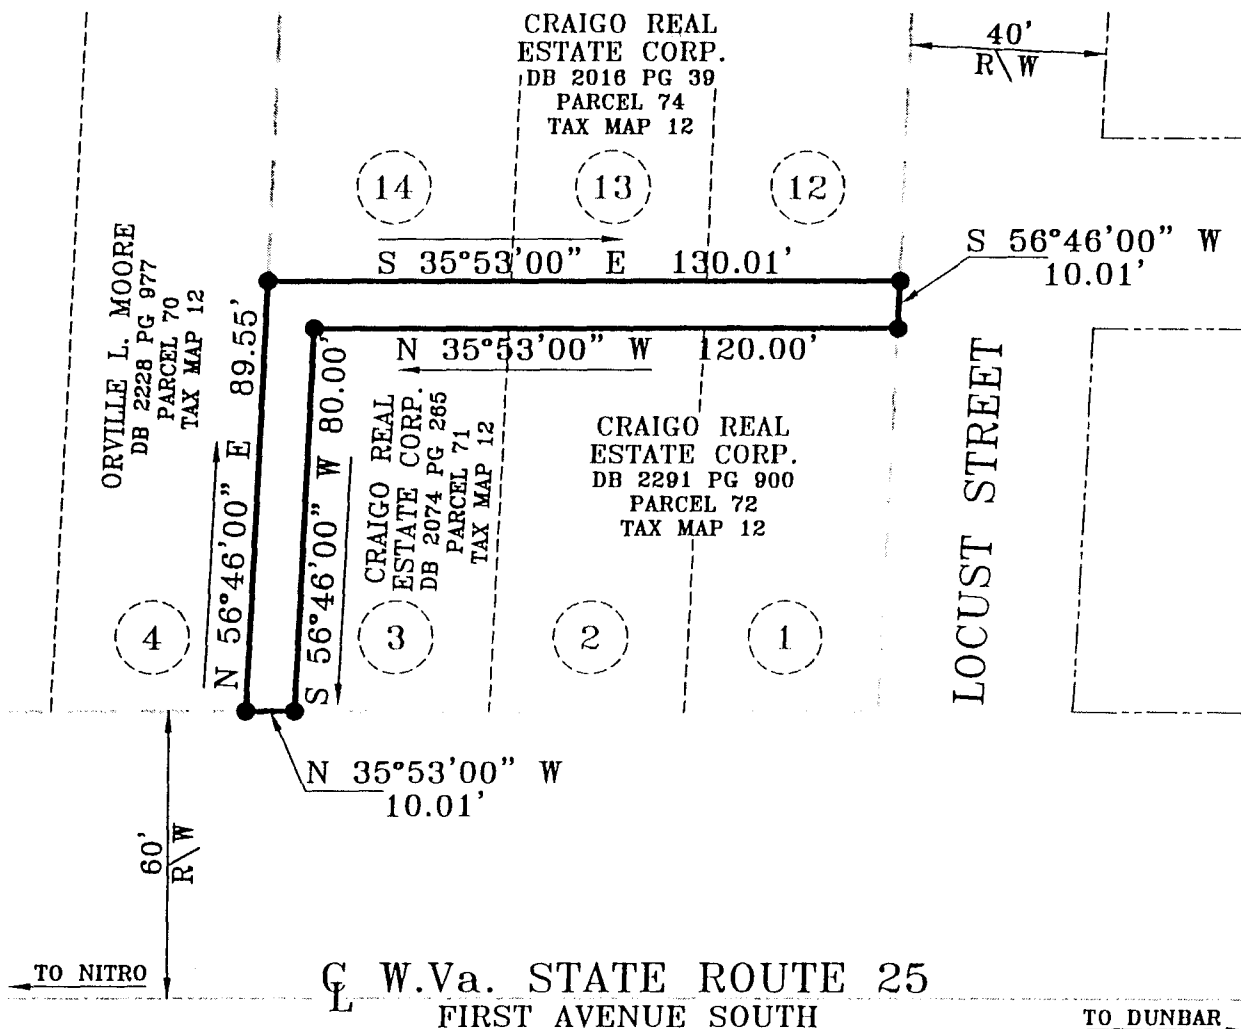 CRAIGO REAL
ESTATE CORP.
DB 2016 PG 39
PARCEL 74
TAX MAP 12
40'
R\W
14
13
12
S 56°46'00" W
10.01'
S 35°53'00" E 130.01'
N 35°53'00" W 120.00'
ORVILLE L. MOORE
DB 2228 PG 977
PARCEL 70
TAX MAP 12
N 56°46'00" E 89.55'
S 56°46'00" W 80.00'
CRAIGO REAL
ESTATE CORP.
DB 2074 PG 265
PARCEL 71
TAX MAP 12
CRAIGO REAL
ESTATE CORP.
DB 2291 PG 900
PARCEL 72
TAX MAP 12
LOCUST STREET
4
3
2
1
N 35°53'00" W
10.01'
60'
R\W
TO NITRO
CL W.Va. STATE ROUTE 25
FIRST AVENUE SOUTH
TO DUNBAR